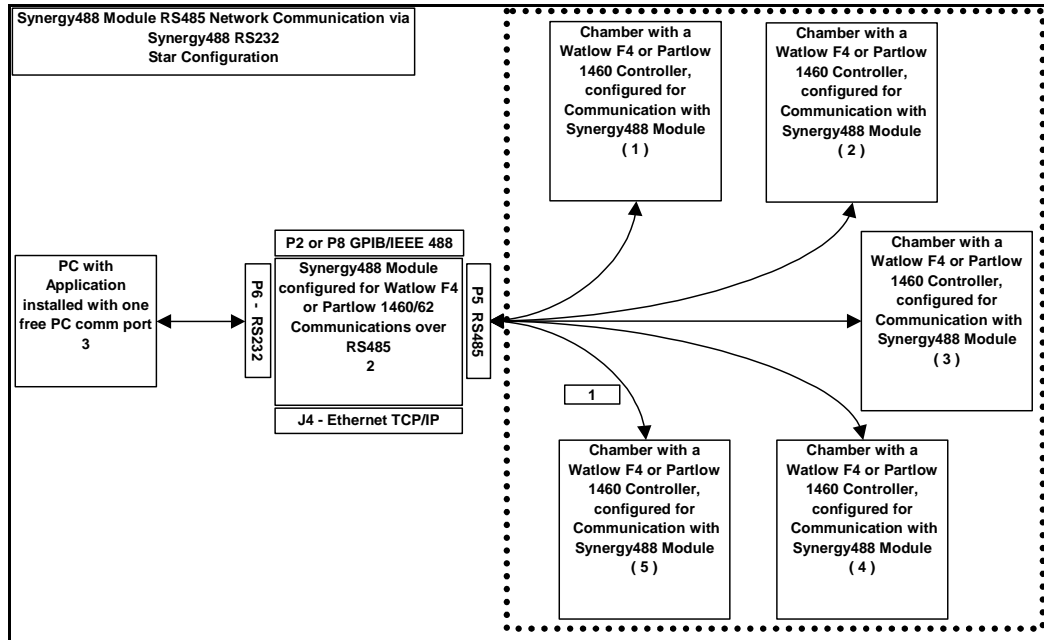 Synergy488 Module RS485 Network Communication via
Synergy488 RS232
Star Configuration
Chamber with a
Watlow F4 or Partlow
1460 Controller,
configured for
Communication with
Synergy488 Module
( 1 )
Chamber with a
Watlow F4 or Partlow
1460 Controller,
configured for
Communication with
Synergy488 Module
( 2 )
PC with
Application
installed with one
free PC comm port
3
P6 - RS232
P2 or P8 GPIB/IEEE 488
Synergy488 Module
configured for Watlow F4
or Partlow 1460/62
Communications over
RS485
2
J4 - Ethernet TCP/IP
P5 RS485
Chamber with a
Watlow F4 or Partlow
1460 Controller,
configured for
Communication with
Synergy488 Module
( 3 )
1
Chamber with a
Watlow F4 or Partlow
1460 Controller,
configured for
Communication with
Synergy488 Module
( 5 )
Chamber with a
Watlow F4 or Partlow
1460 Controller,
configured for
Communication with
Synergy488 Module
( 4 )